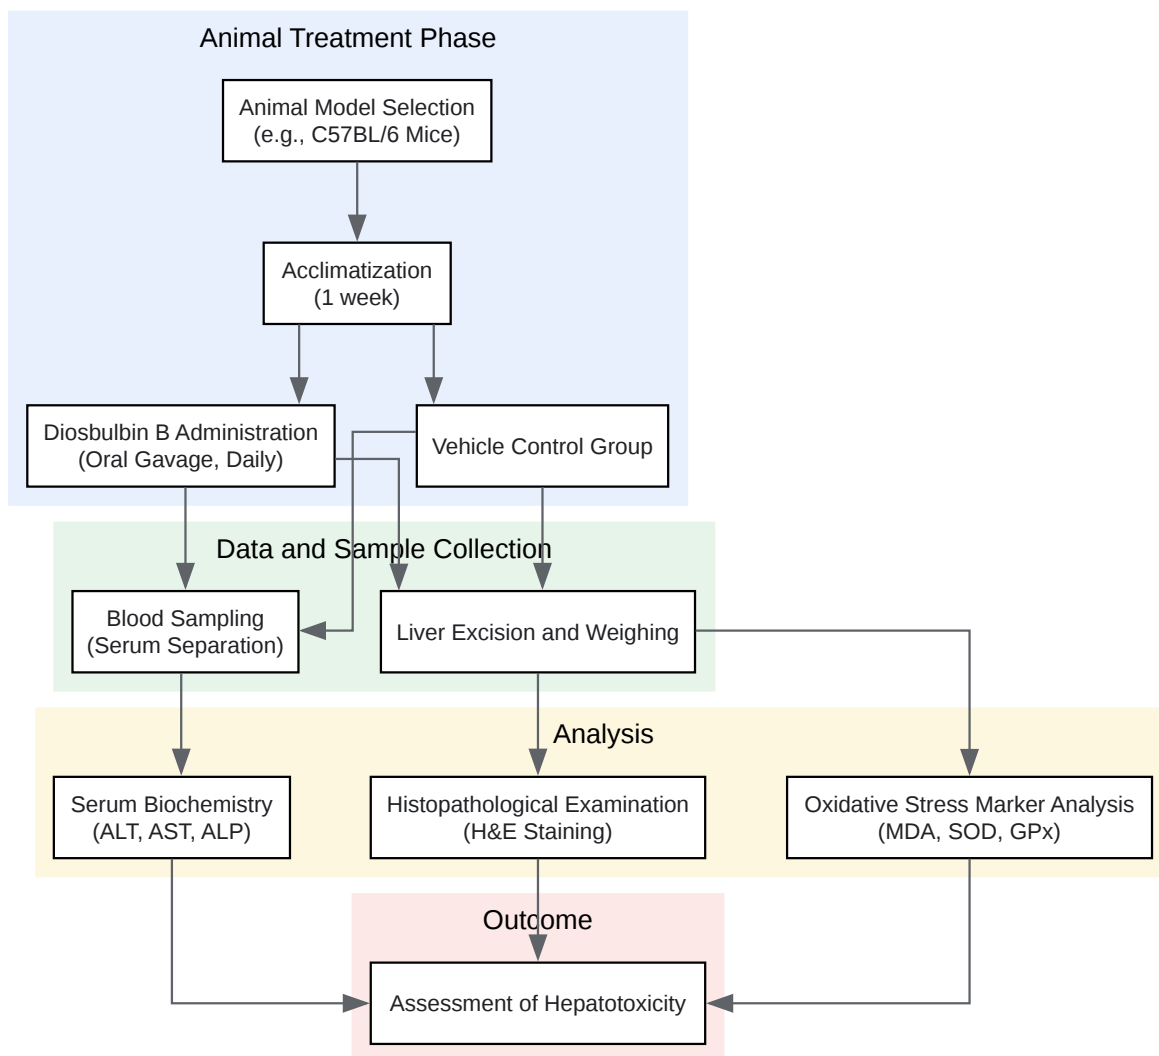 Animal Treatment Phase
Animal Model Selection
(e.g., C57BL/6 Mice)
Acclimatization
(1 week)
Diosbulbin B Administration
(Oral Gavage, Daily)
Vehicle Control Group
Data and Sample Collection
Blood Sampling
(Serum Separation)
Liver Excision and Weighing
Analysis
Serum Biochemistry
(ALT, AST, ALP)
Histopathological Examination
(H&E Staining)
Oxidative Stress Marker Analysis
(MDA, SOD, GPx)
Outcome
Assessment of Hepatotoxicity